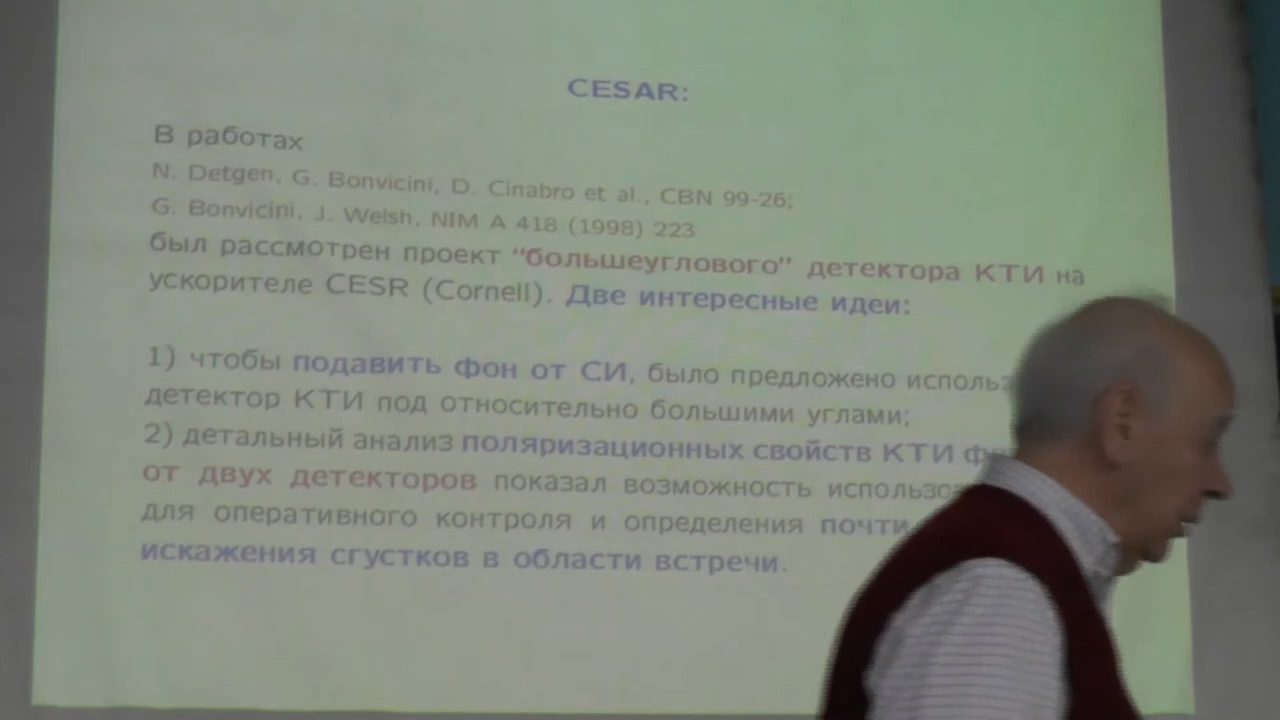 CESAR:
В работах
N. Detgen, G. Bonvicini, D. Cinabro et al., CBN 99-26;
G. Bonvicini, J. Welsh, NIM A 418 (1998) 223
был рассмотрен проект “большеуглового” детектора КТИ на
ускорителе CESR (Cornell). Две интересные идеи:
1) чтобы подавить фон от СИ, было предложено
детектор КТИ под относительно большими углами;
2) детальный анализ поляризационных свойств КТИ
от двух детекторов показал возможность
для оперативного контроля и определения почти
искажения сгустков в области встречи.